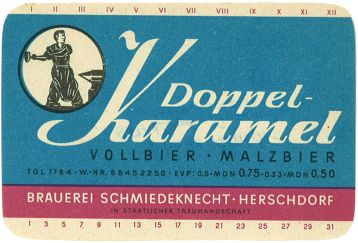 I II III IV V VI VII VIII IX X XI XII
Doppel-
Karamel
VOLLBIER · MALZBIER
TGL 7764 · W.-NR. 68452250 · EVP: 0.5 · MDN 0.75 · 0.33 · MDN 0.50
BRAUEREI SCHMIEDEKNECHT · HERSCHDORF
IN STAATLICHER TREUHANDSCHAFT
1 3 5 7 9 11 13 15 17 19 21 23 25 27 29 31